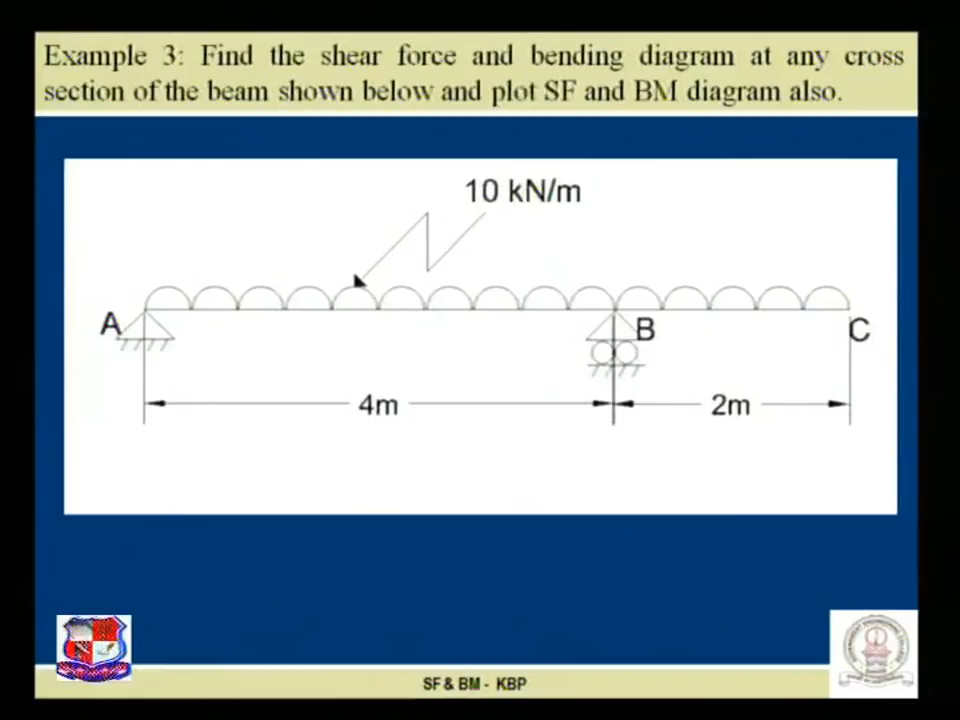 Example 3: Find the shear force and bending diagram at any cross
section of the beam shown below and plot SF and BM diagram also.
10 kN/m
A
B
C
4m
2m
SF & BM - KBP